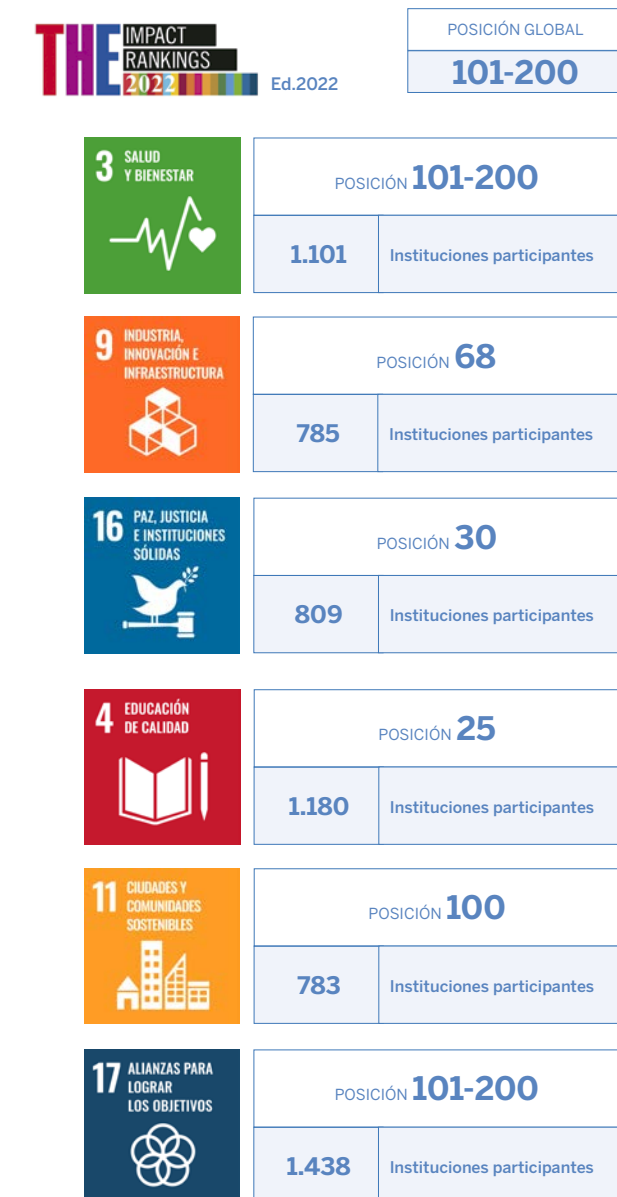 THE IMPACT
RANKINGS
2022
Ed.2022
POSICIÓN GLOBAL
101-200
3 SALUD
Y BIENESTAR
POSICIÓN 101-200
1.101 Instituciones participantes
9 INDUSTRIA,
INNOVACIÓN E
INFRAESTRUCTURA
POSICIÓN 68
785 Instituciones participantes
16 PAZ, JUSTICIA
E INSTITUCIONES
SÓLIDAS
POSICIÓN 30
809 Instituciones participantes
4 EDUCACIÓN
DE CALIDAD
POSICIÓN 25
1.180 Instituciones participantes
11 CIUDADES Y
COMUNIDADES
SOSTENIBLES
POSICIÓN 100
783 Instituciones participantes
17 ALIANZAS PARA
LOGRAR
LOS OBJETIVOS
POSICIÓN 101-200
1.438 Instituciones participantes